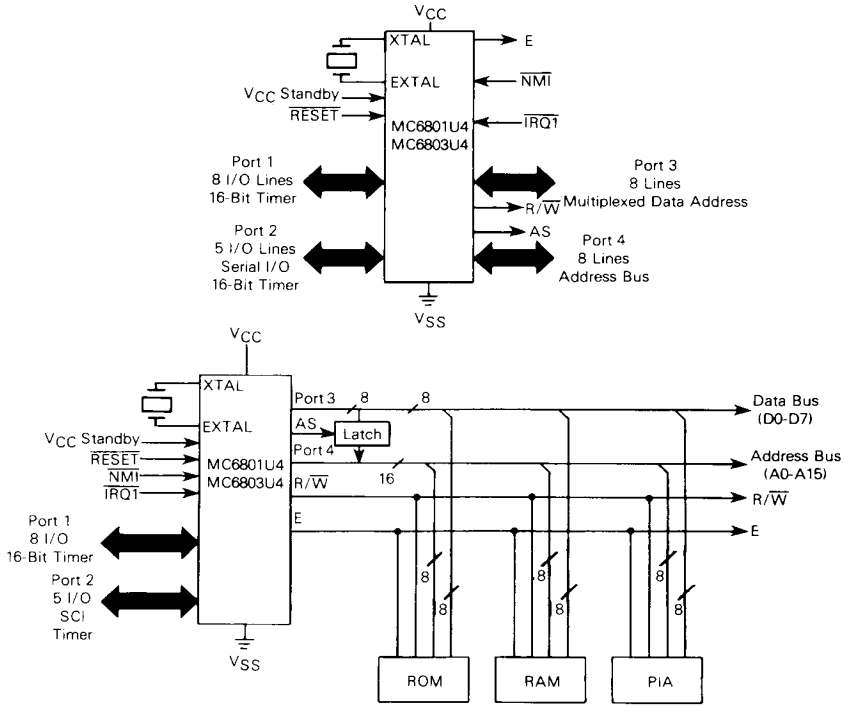 VCC
XTAL
E
EXTAL
NMI
VCC Standby
RESET
MC6801U4
MC6803U4
IRQ1
Port 1
8 I/O Lines
16-Bit Timer
Port 3
8 Lines
Multiplexed Data Address
R/W
AS
Port 2
5 I/O Lines
Serial I/O
16-Bit Timer
Port 4
8 Lines
Address Bus
VSS
VCC
XTAL
EXTAL
VCC Standby
RESET
NMI
IRQ1
MC6801U4
MC6803U4
Port 3
8
8
Data Bus
(D0-D7)
AS
Latch
Port 4
16
Address Bus
(A0-A15)
R/W
R/W
E
E
Port 1
8 I/O
16-Bit Timer
Port 2
5 I/O
SCI
Timer
VSS
8
8
8
8
8
8
ROM
RAM
PIA